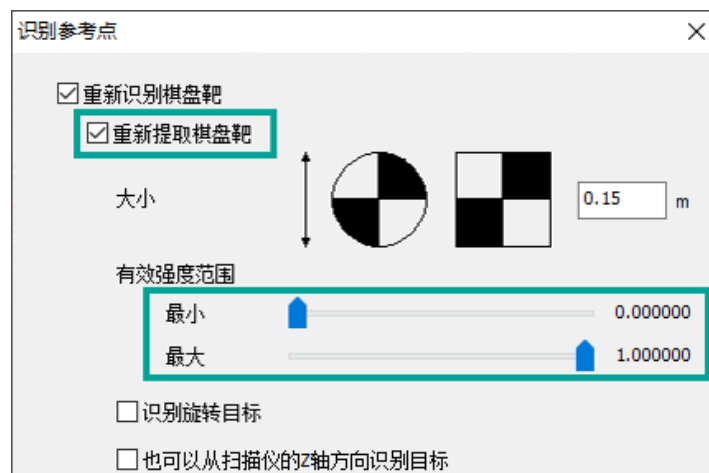 识别参考点
重新识别棋盘靶
重新提取棋盘靶
大小
0.15 m
有效强度范围
最小 0.000000
最大 1.000000
识别旋转目标
也可以从扫描仪的Z轴方向识别目标